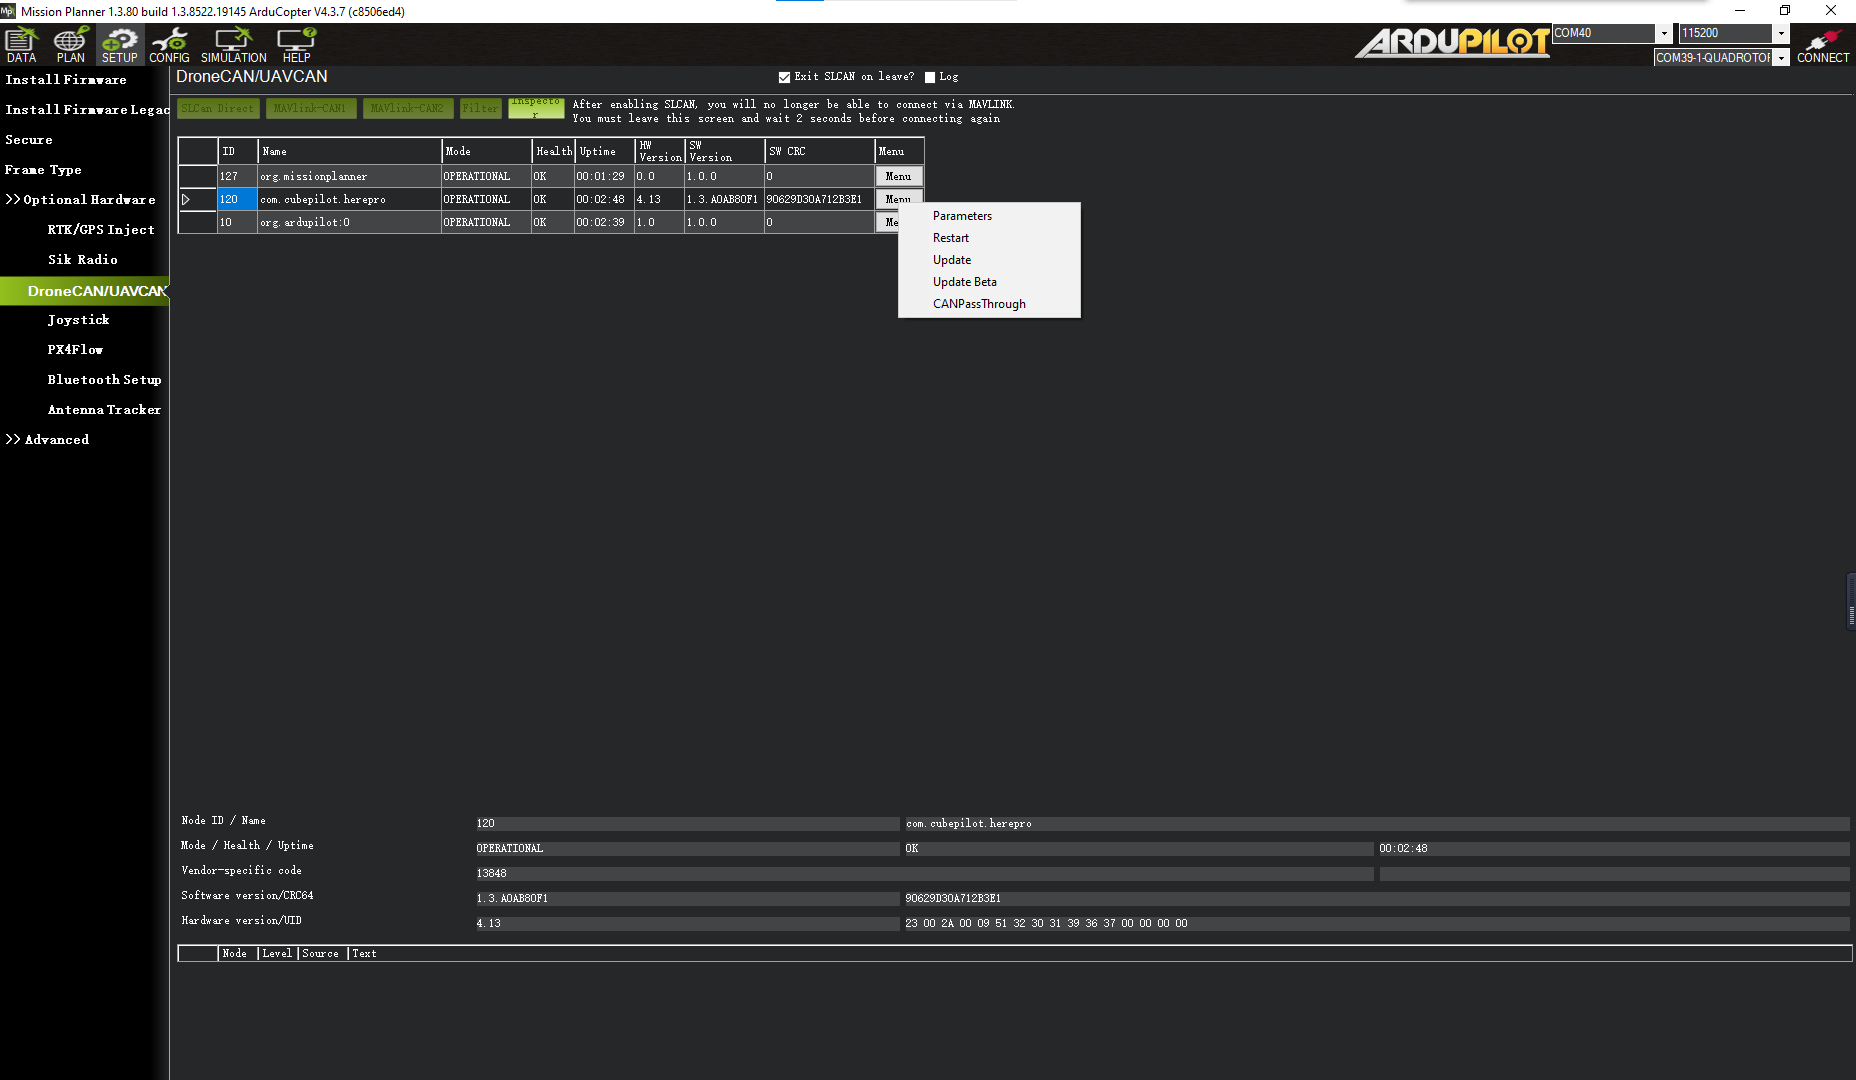 Mission Planner 1.3.80 build 1.3.8522.19145 ArduCopter V4.3.7 (c8506ed4)
DATA PLAN SETUP CONFIG SIMULATION HELP
ARDUPILOT
COM40 115200
COM39-1-QUADROTOR CONNECT
Install Firmware
Install Firmware Legac
Secure
Frame Type
>> Optional Hardware
RTK/GPS Inject
Sik Radio
DroneCAN/UAVCAN
Joystick
PX4Flow
Bluetooth Setup
Antenna Tracker
>> Advanced
DroneCAN/UAVCAN
Exit SLCAN on leave? Log
SLCan Direct MAVlink-CAN1 MAVlink-CAN2 Filter Inspector
After enabling SLCAN, you will no longer be able to connect via MAVLINK.
You must leave this screen and wait 2 seconds before connecting again
ID Name Mode Health Uptime HW Version SW Version SW CRC Menu
127 org.missionplanner OPERATIONAL OK 00:01:29 0.0 1.0.0 0 Menu
120 com.cubepilot.herepro OPERATIONAL OK 00:02:48 4.13 1.3.A0AB80F1 90629D30A712B3E1 Menu
10 org.ardupilot:0 OPERATIONAL OK 00:02:39 1.0 1.0.0 0 Me
Parameters
Restart
Update
Update Beta
CANPassThrough
Node ID / Name 120 com.cubepilot.herepro
Mode / Health / Uptime OPERATIONAL OK 00:02:48
Vendor-specific code 13848
Software version/CRC64 1.3.A0AB80F1 90629D30A712B3E1
Hardware version/UID 4.13 23 00 2A 00 09 51 32 30 31 39 36 37 00 00 00 00
Node Level Source Text